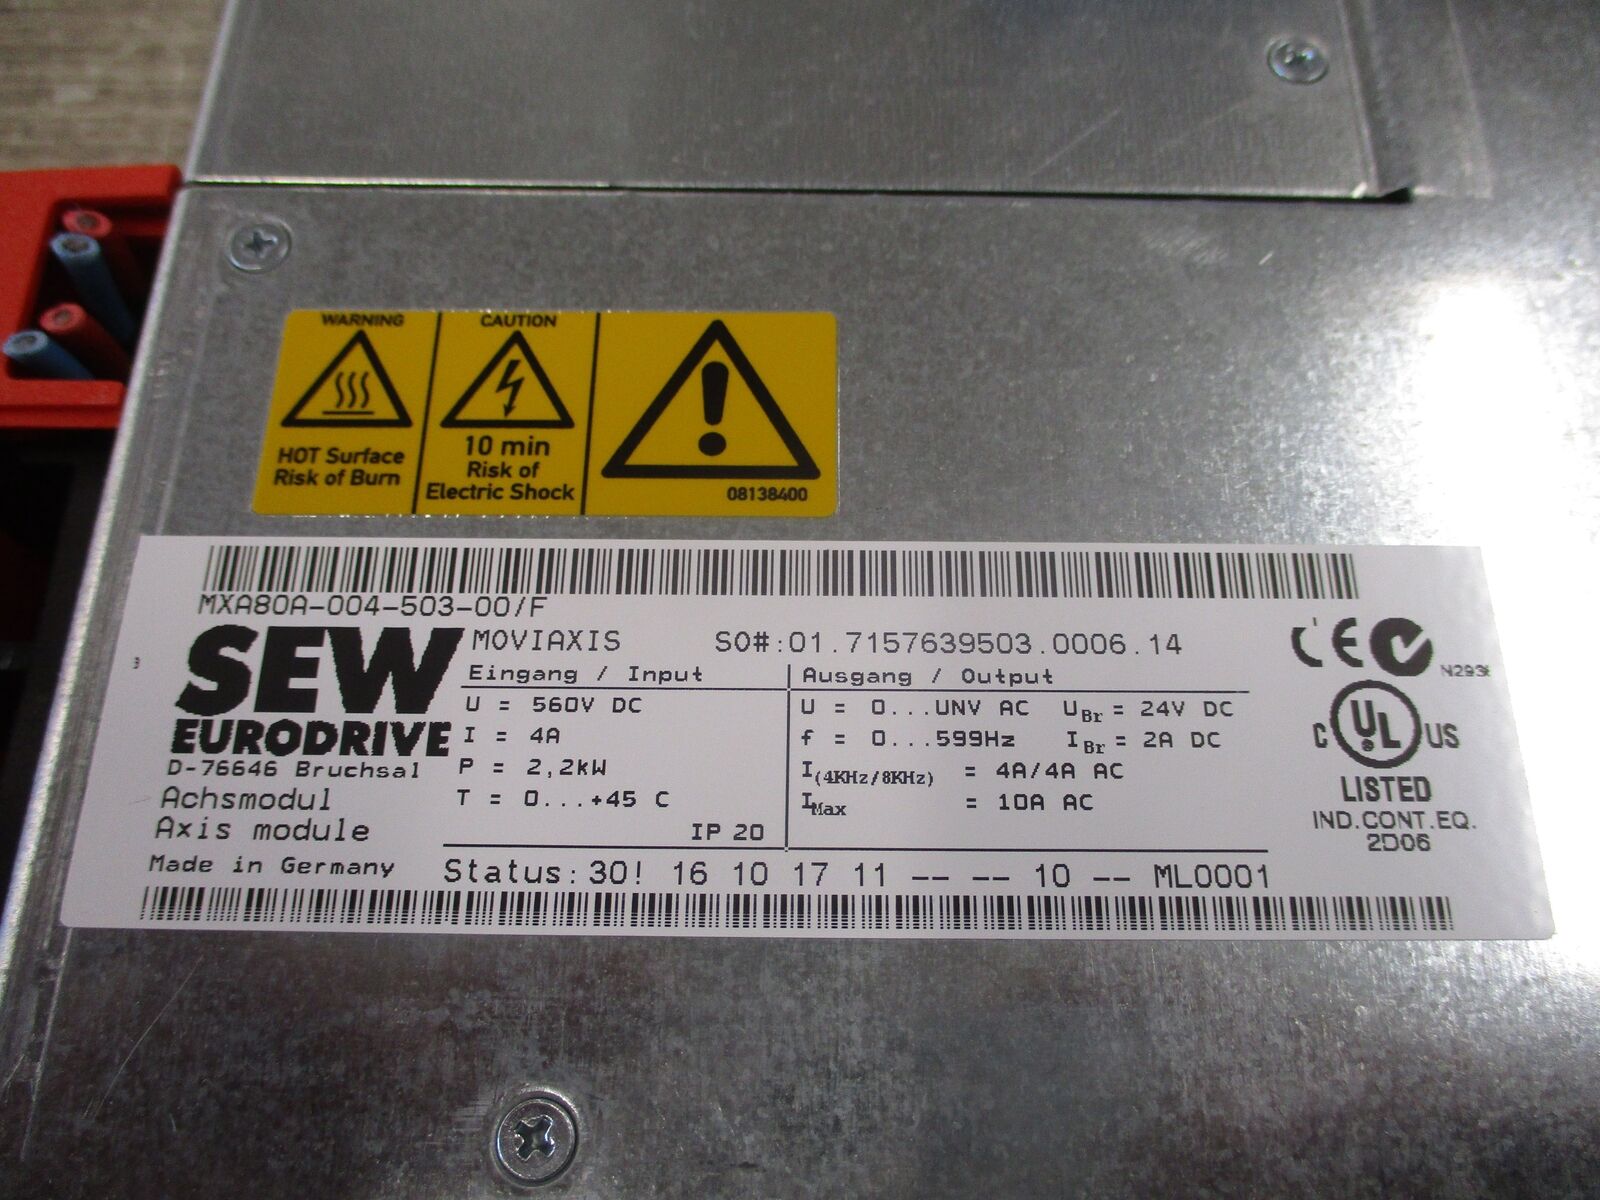 WARNING
HOT Surface
Risk of Burn
CAUTION
10 min
Risk of
Electric Shock
08138400
MXA80A-004-503-00/F
SEW
EURODRIVE
D-76646 Bruchsal
Achsmodul
Axis module
Made in Germany
MOVIAXIS SO#:01.7157639503.0006.14
Eingang / Input
U = 560V DC
I = 4A
P = 2,2kW
T = 0...+45 C
IP 20
Ausgang / Output
U = 0...UNV AC UBr = 24V DC
f = 0...599Hz IBr = 2A DC
I(4KHz/8KHz) = 4A/4A AC
IMax = 10A AC
Status: 30! 16 10 17 11 -- -- 10 -- ML0001
CE
C UL US
LISTED
IND.CONT.EQ.
2D06